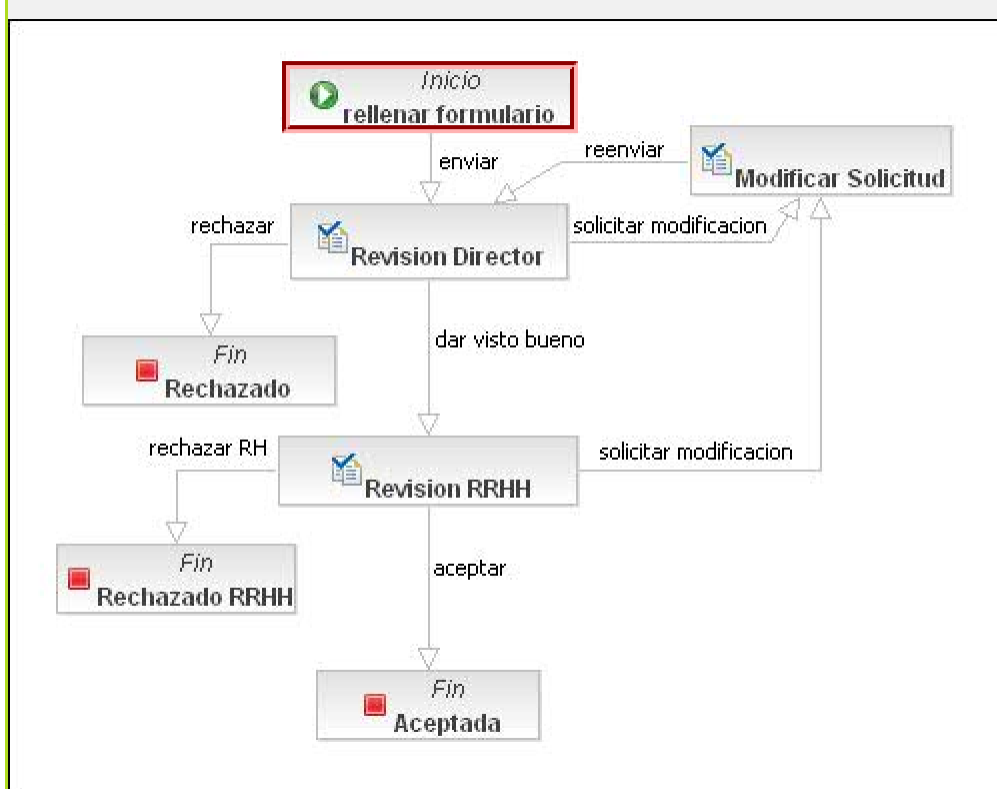 Inicio
rellenar formulario
enviar
reenviar
Modificar Solicitud
rechazar
Revision Director
solicitar modificacion
dar visto bueno
Fin
Rechazado
rechazar RH
Revision RRHH
solicitar modificacion
Fin
Rechazado RRHH
aceptar
Fin
Aceptada